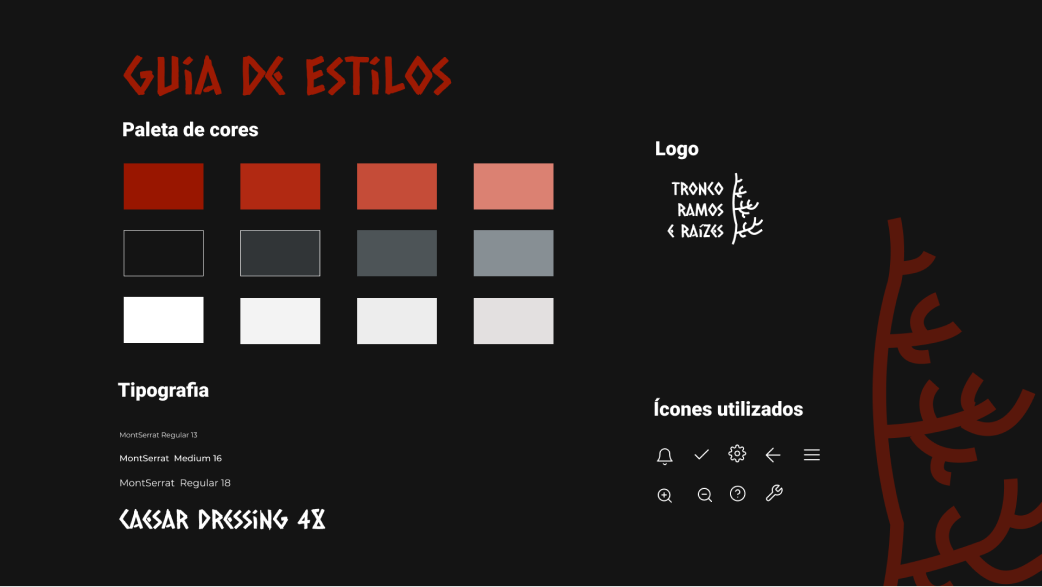 GUiA DE ESTiLOS
Paleta de cores
Logo
TRONCO
RAMOS
E RAíZES
Tipografia
MontSerrat Regular 13
MontSerrat Medium 16
MontSerrat Regular 18
CAESAR DRESSiNG 48
Ícones utilizados